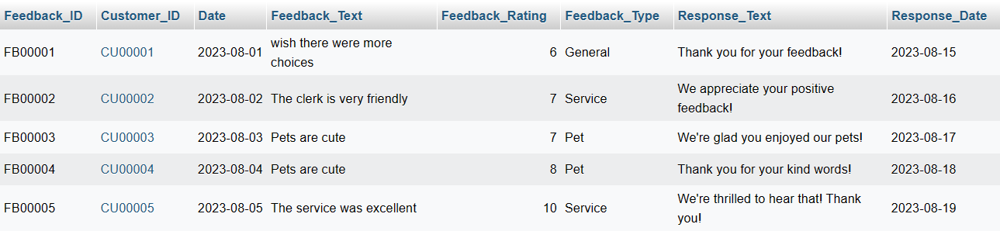 Feedback_ID Customer_ID Date Feedback_Text Feedback_Rating Feedback_Type Response_Text Response_Date
FB00001 CU00001 2023-08-01 wish there were more choices 6 General Thank you for your feedback! 2023-08-15
FB00002 CU00002 2023-08-02 The clerk is very friendly 7 Service We appreciate your positive feedback! 2023-08-16
FB00003 CU00003 2023-08-03 Pets are cute 7 Pet We're glad you enjoyed our pets! 2023-08-17
FB00004 CU00004 2023-08-04 Pets are cute 8 Pet Thank you for your kind words! 2023-08-18
FB00005 CU00005 2023-08-05 The service was excellent 10 Service We're thrilled to hear that! Thank you! 2023-08-19